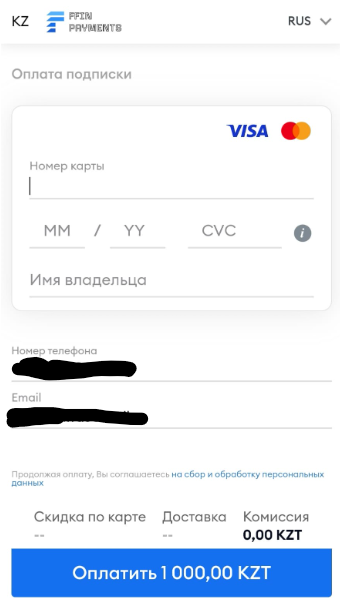 KZ
FFIN
PAYMENTS
RUS
Оплата подписки
VISA
Номер карты
MM / YY CVC
i
Имя владельца
Номер телефона
Email
Продолжая оплату, Вы соглашаетесь на сбор и обработку персональных
данных
Скидка по карте Доставка Комиссия
-- -- 0,00 KZT
Оплатить 1 000,00 KZT